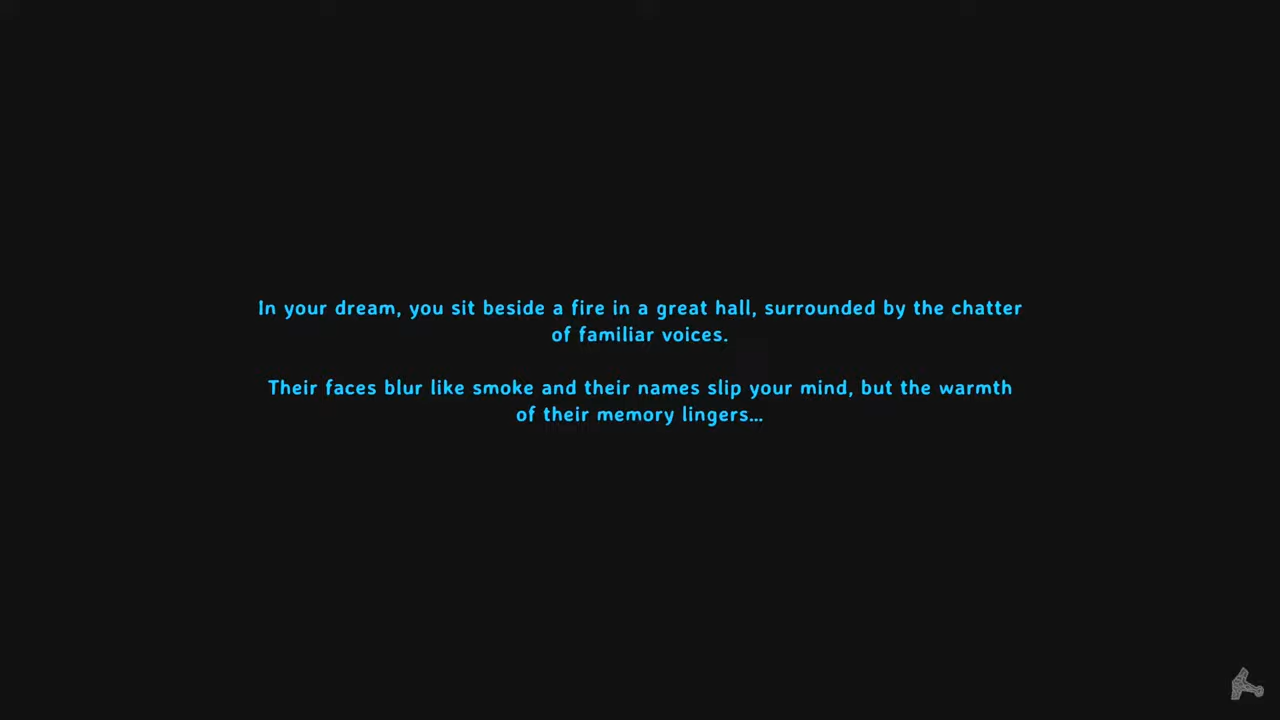 In your dream, you sit beside a fire in a great hall, surrounded by the chatter
of familiar voices.
Their faces blur like smoke and their names slip your mind, but the warmth
of their memory lingers...